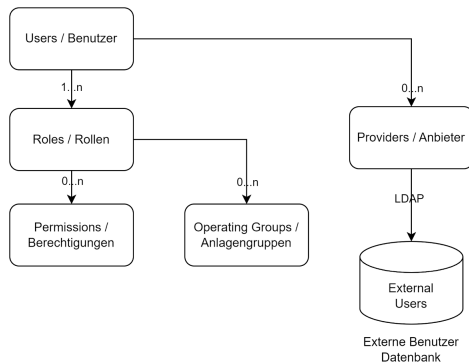 Users / Benutzer
1...n
0...n
Roles / Rollen
Providers / Anbieter
0...n
0...n
LDAP
Permissions /
Berechtigungen
Operating Groups /
Anlagengruppen
External
Users
Externe Benutzer
Datenbank